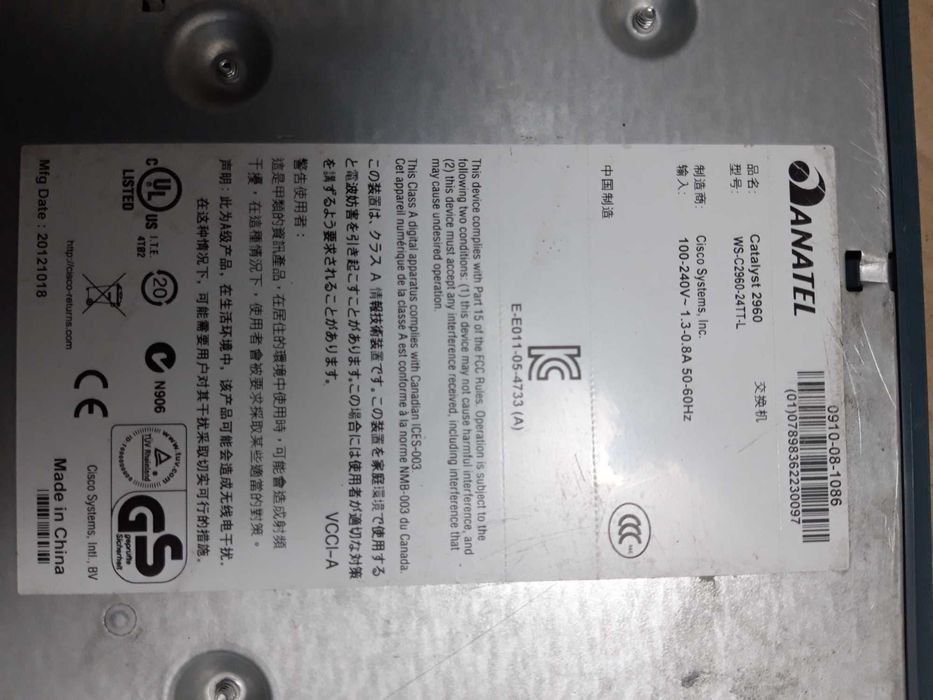 ANATEL
0910-08-1086
(01)07898362230097
品名: Catalyst 2960 交换机
型号: WS-C2960-24TT-L
制造商: Cisco Systems, Inc.
输入: 100-240V~ 1.3-0.8A 50-60Hz
中国制造
CCC
E-E011-05-4733 (A)
This device complies with Part 15 of the FCC Rules. Operation is subject to the
following two conditions: (1) this device may not cause harmful interference, and
(2) this device must accept any interference received, including interference that
may cause undesired operation.
This Class A digital apparatus complies with Canadian ICES-003.
Cet appareil numérique de la classe A est conforme à la norme NMB-003 du Canada.
この装置は、クラス A 情報技術装置です。この装置を家庭環境で使用する
と電波妨害を引き起こすことがあります。この場合には使用者が適切な対策
を講ずるよう要求されることがあります。 VCCI-A
警告使用者:
這是甲類的資訊產品,在居住的環境中使用時,可能會造成射頻
干擾,在這種情況下,使用者會被要求採取某些適當的對策。
声明:此为A级产品,在生活环境中,该产品可能会造成无线电干扰.
在这种情况下,可能需要用户对其干扰采取切实可行的措施.
C UL US LISTED
I.T.E.
4TB2
20
N906
www.tuv.com
TÜV Rheinland
GS
geprüfte
Sicherheit
http://cisco-returns.com
CE
Cisco Systems, Intl., BV
Mfg Date : 20121018
Made in China